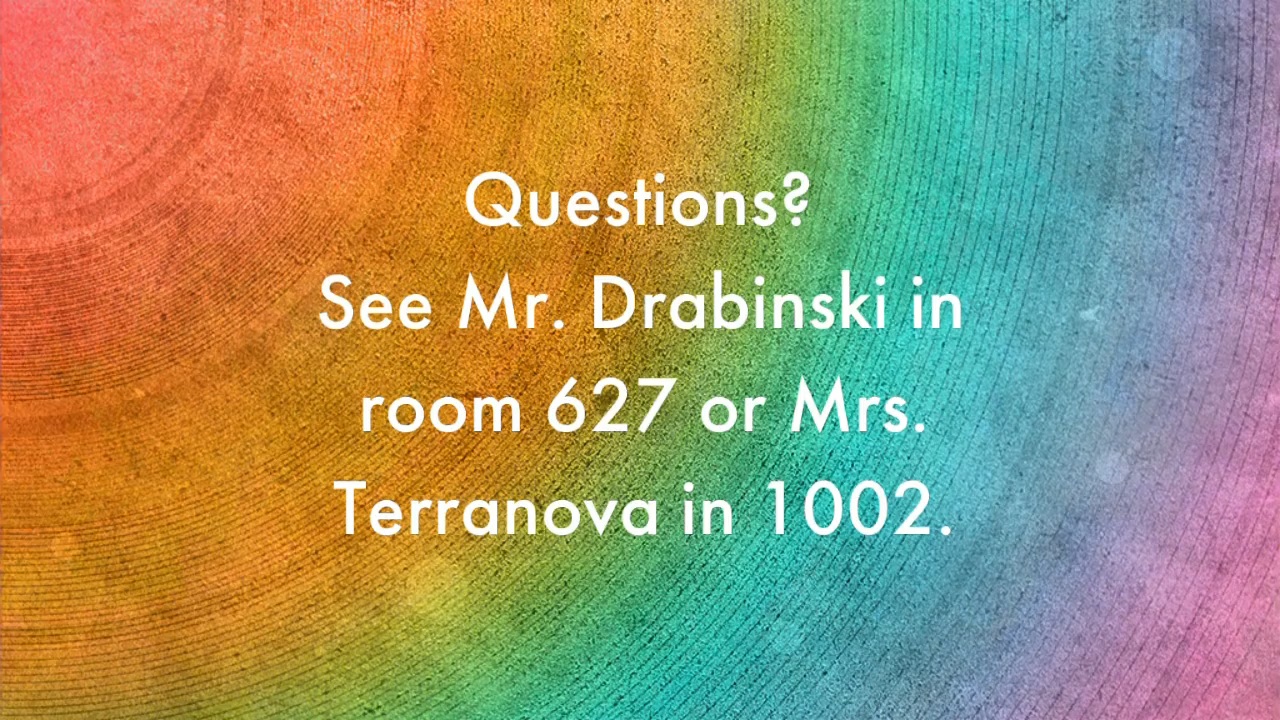 Questions?
See Mr. Drabinski in
room 627 or Mrs.
Terranova in 1002.